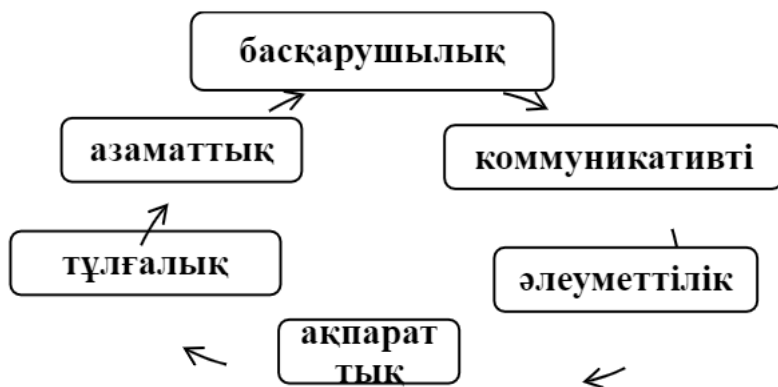 басқарушылық
азаматтық
коммуникативті
тұлғалық
әлеуметтілік
ақпарат
тық